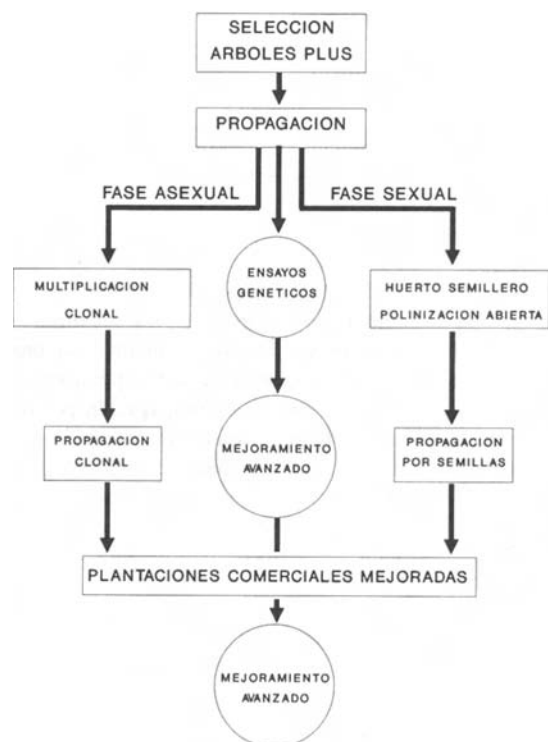 SELECCION
ARBOLES PLUS
PROPAGACION
FASE ASEXUAL
FASE SEXUAL
MULTIPLICACION
CLONAL
ENSAYOS
GENETICOS
HUERTO SEMILLERO
POLINIZACION ABIERTA
PROPAGACION
CLONAL
MEJORAMIENTO
AVANZADO
PROPAGACION
POR SEMILLAS
PLANTACIONES COMERCIALES MEJORADAS
MEJORAMIENTO
AVANZADO